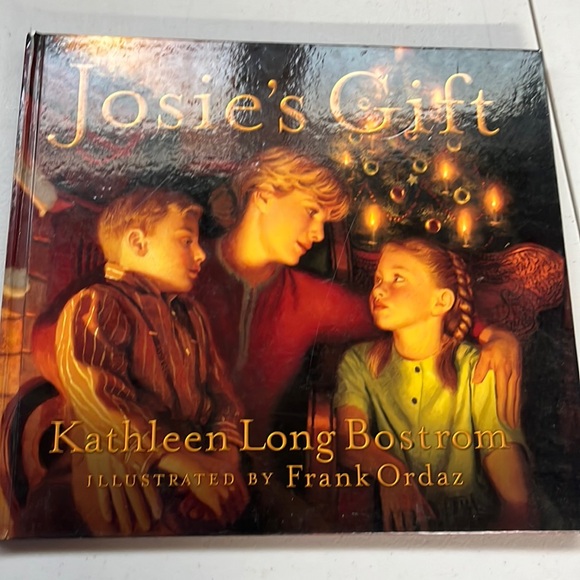 Josie's Gift
Kathleen Long Bostrom
ILLUSTRATED BY Frank Ordaz